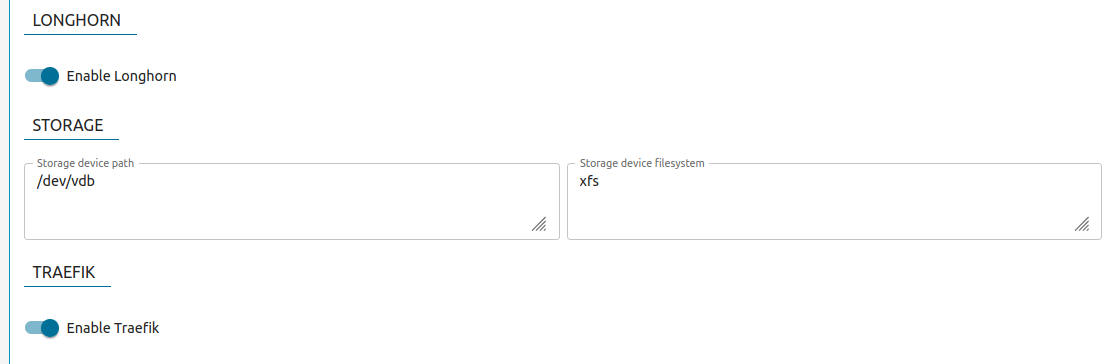 LONGHORN
Enable Longhorn
STORAGE
Storage device path
/dev/vdb
Storage device filesystem
xfs
TRAEFIK
Enable Traefik